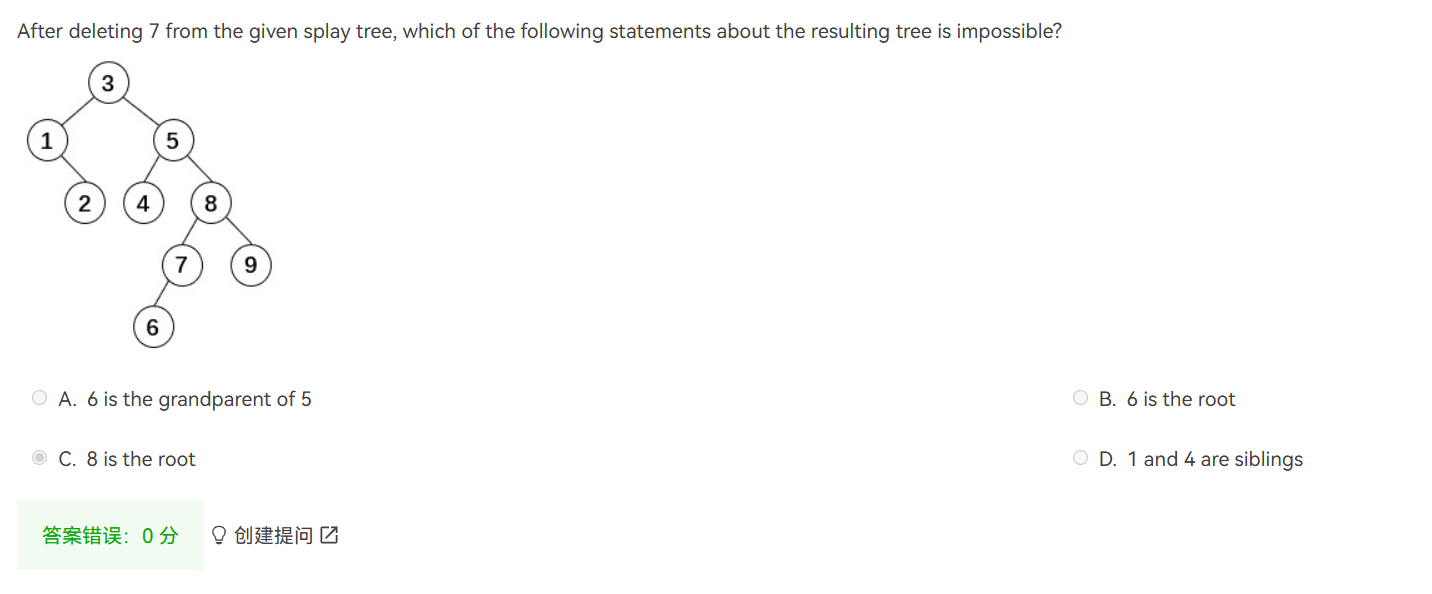 After deleting 7 from the given splay tree, which of the following statements about the resulting tree is impossible?
3
1
5
2
4
8
7
9
6
A. 6 is the grandparent of 5
B. 6 is the root
C. 8 is the root
D. 1 and 4 are siblings
答案错误：0 分
创建提问